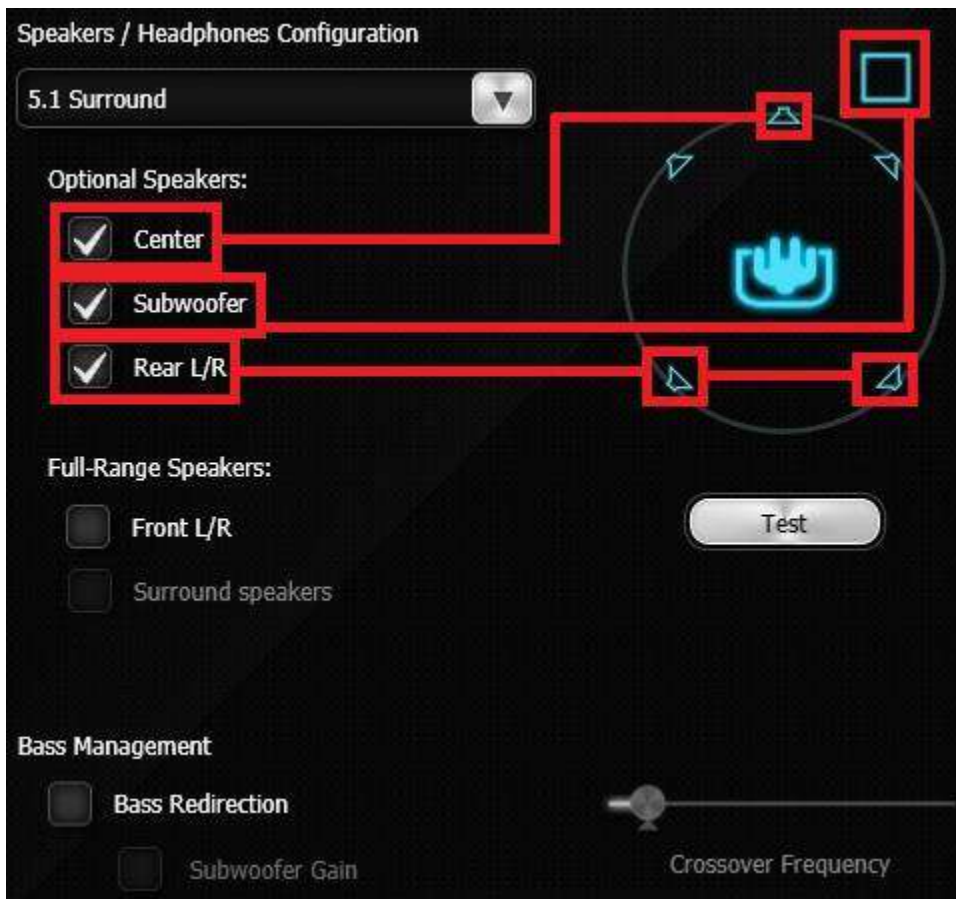 Speakers / Headphones Configuration
5.1 Surround
Optional Speakers:
Center
Subwoofer
Rear L/R
Full-Range Speakers:
Front L/R
Test
Surround speakers
Bass Management
Bass Redirection
Subwoofer Gain
Crossover Frequency